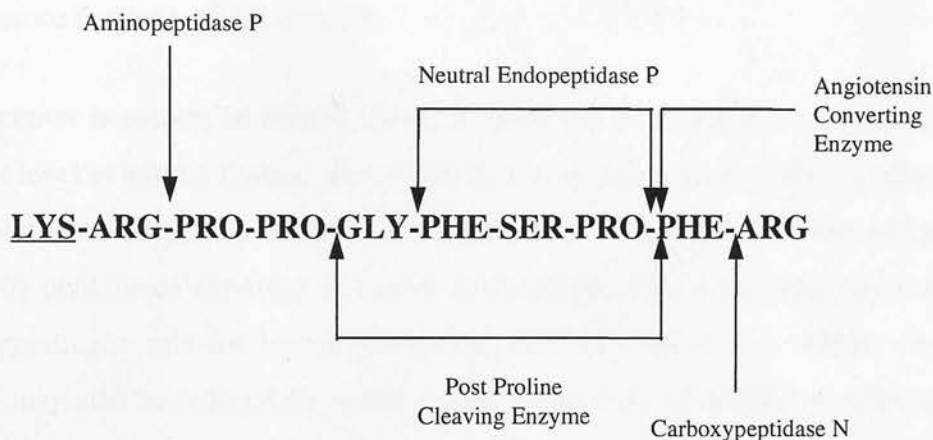 Aminopeptidase P
Neutral Endopeptidase P
Angiotensin
Converting
Enzyme
LYS-ARG-PRO-PRO-GLY-PHE-SER-PRO-PHE-ARG
Post Proline
Cleaving Enzyme
Carboxypeptidase N